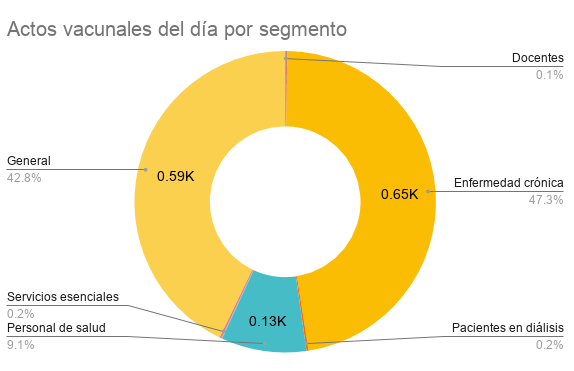 Actos vacunales del día por segmento
Docentes
0.1%
General
42.8%
0.59K
0.65K
Enfermedad crónica
47.3%
Servicios esenciales
0.2%
Personal de salud
9.1%
0.13K
Pacientes en diálisis
0.2%